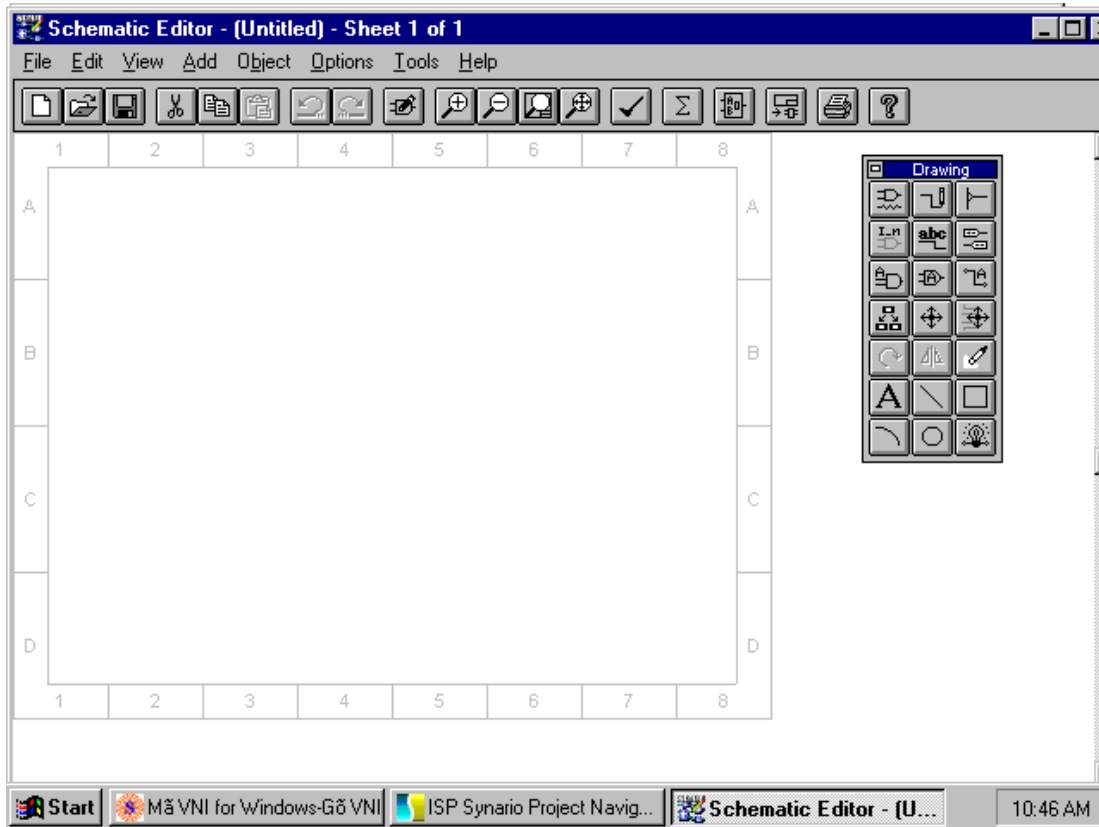 Schematic Editor - (Untitled) - Sheet 1 of 1
File Edit View Add Object Options Tools Help
1 2 3 4 5 6 7 8
Drawing
A A
I_n abc
A A A
B B
A
C C
D D
1 2 3 4 5 6 7 8
Start Mã VNI for Windows-Gõ VNI ISP Synario Project Navig... Schematic Editor - (U... 10:46 AM